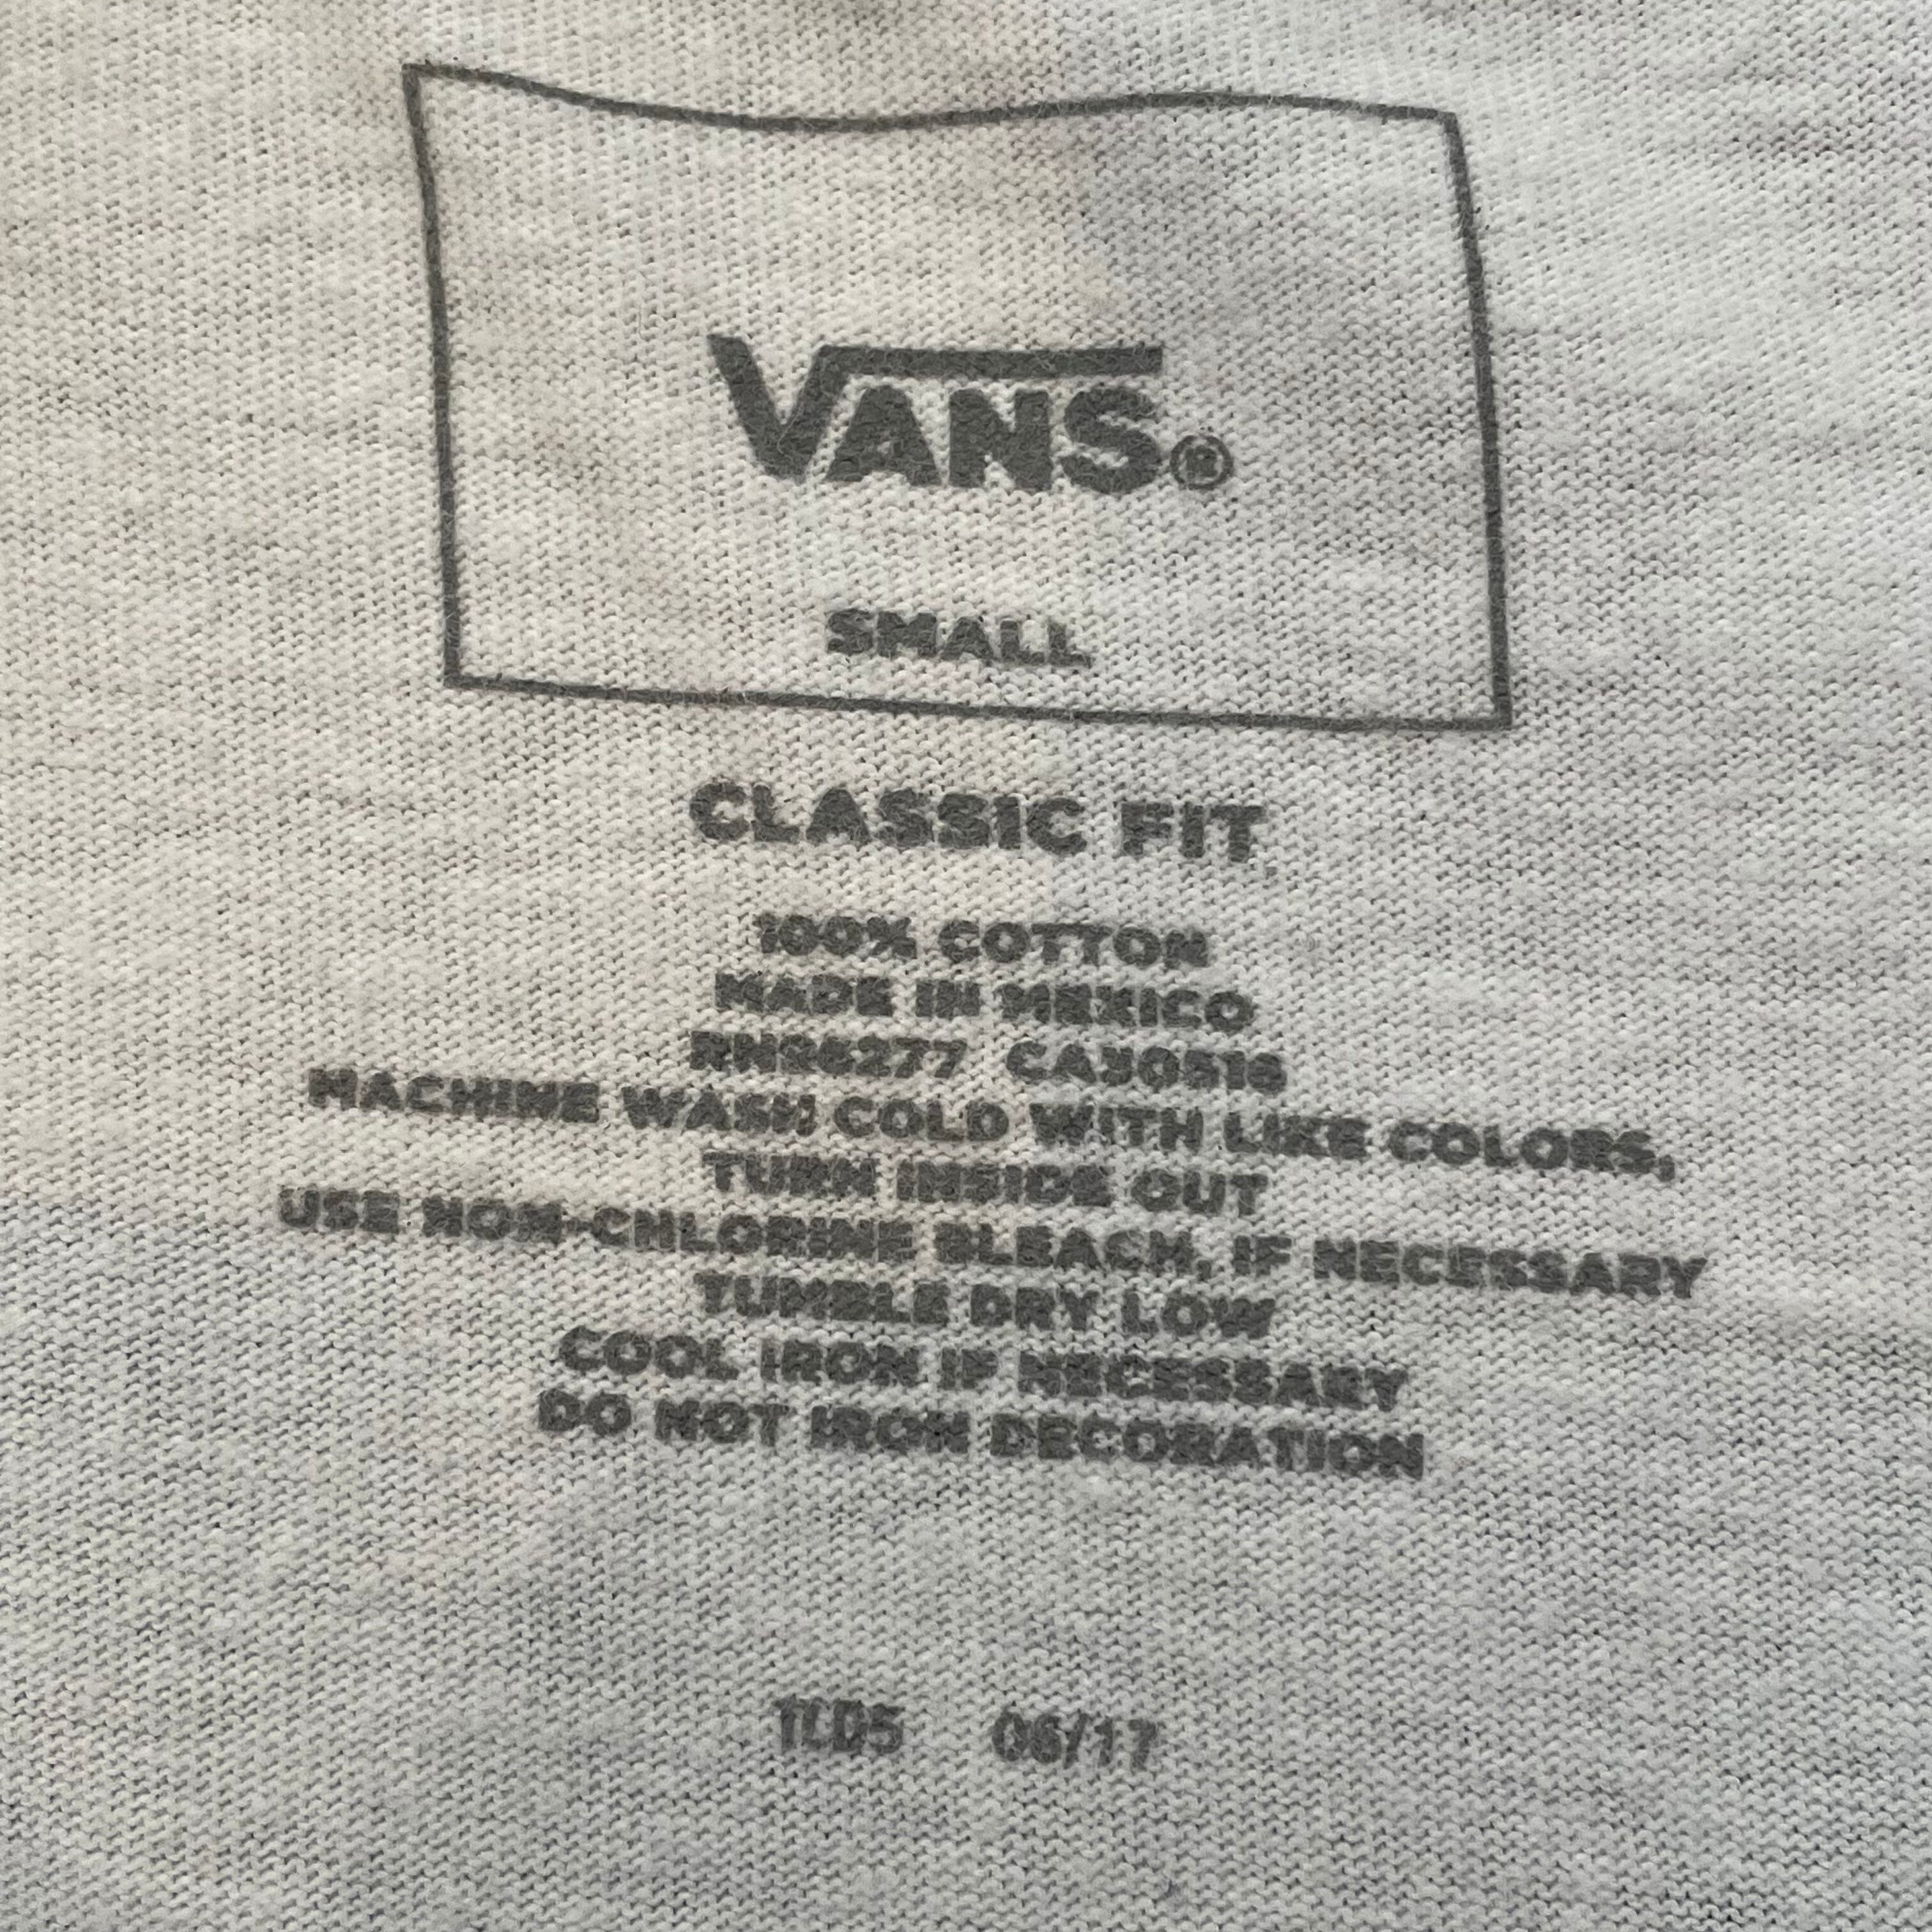 VANS®
SMALL
CLASSIC FIT
100% COTTON
MADE IN MEXICO
RN26277 CA30516
MACHINE WASH COLD WITH LIKE COLORS,
TURN INSIDE OUT
USE NON-CHLORINE BLEACH, IF NECESSARY
TUMBLE DRY LOW
COOL IRON IF NECESSARY
DO NOT IRON DECORATION
06/17